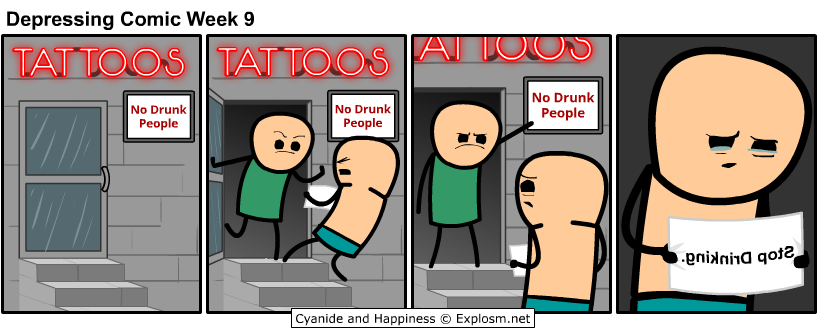 Depressing Comic Week 9
TATTOOS
No Drunk
People
TATTOOS
No Drunk
People
TATTOOS
No Drunk
People
Stop Drinking.
Cyanide and Happiness © Explosm.net